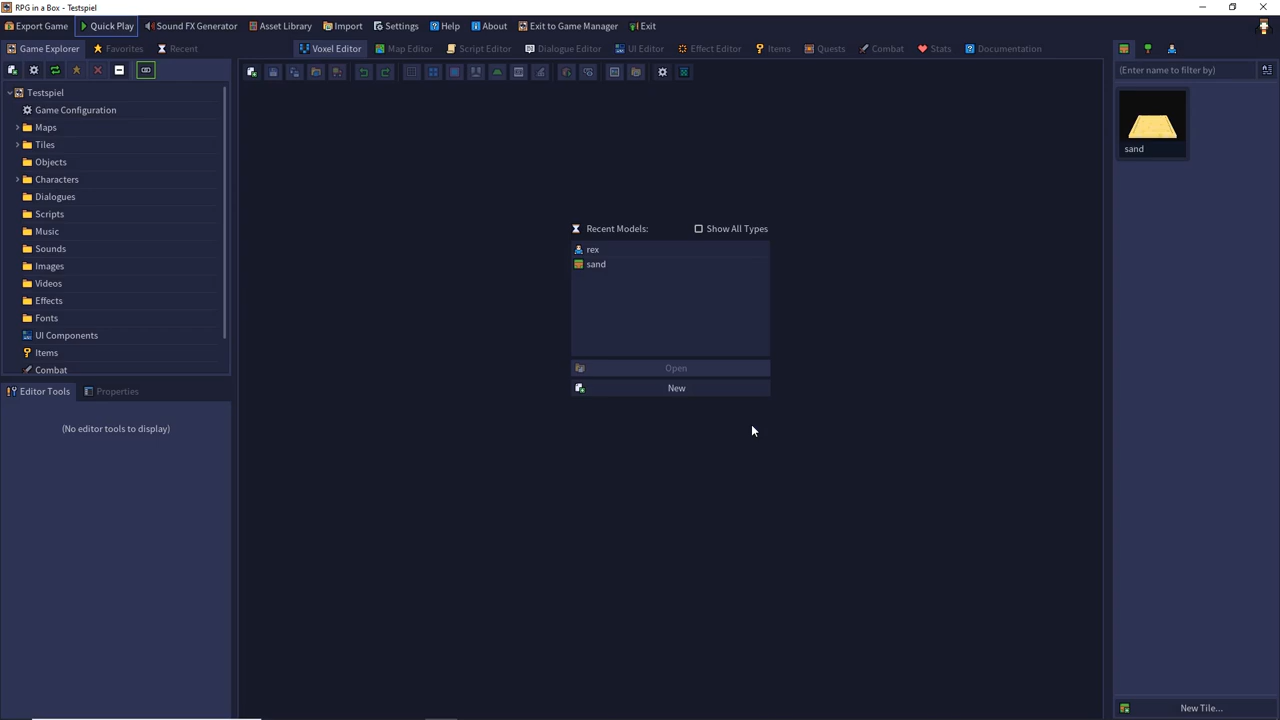 RPG in a Box - Testspiel
Export Game Quick Play Sound FX Generator Asset Library Import Settings Help About Exit to Game Manager Exit
Game Explorer Favorites Recent Voxel Editor Map Editor Script Editor Dialogue Editor UI Editor Effect Editor Items Quests Combat Stats Documentation
(Enter name to filter by)
Testspiel
Game Configuration
Maps
Tiles
Objects
Characters
Dialogues
Scripts
Music
Sounds
Images
Videos
Effects
Fonts
UI Components
Items
Combat
Editor Tools Properties
(No editor tools to display)
Recent Models: Show All Types
rex
sand
Open
New
sand
New Tile...